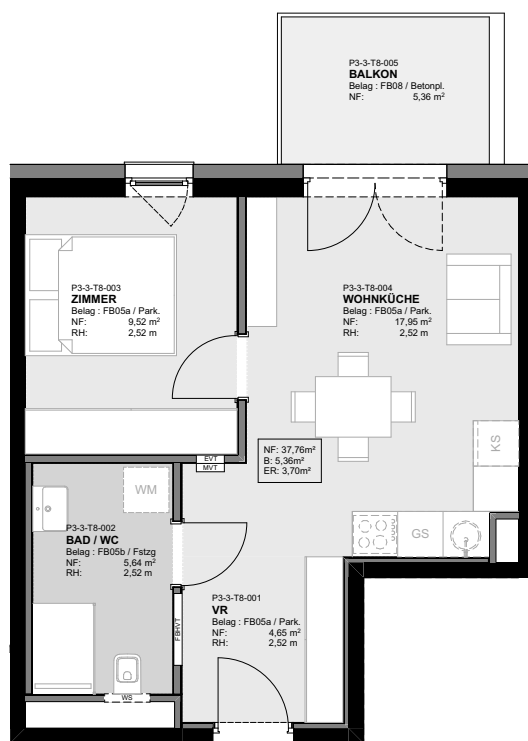 P3-3-T8-005
BALKON
Belag : FB08 / Betonpl.
NF: 5,36 m²
P3-3-T8-003
ZIMMER
Belag : FB05a / Park.
NF: 9,52 m²
RH: 2,52 m
P3-3-T8-004
WOHNKÜCHE
Belag : FB05a / Park.
NF: 17,95 m²
RH: 2,52 m
NF: 37,76m²
B: 5,36m²
ER: 3,70m²
KS
EVT
MVT
WM
GS
P3-3-T8-002
BAD / WC
Belag : FB05b / Fstzg
NF: 5,64 m²
RH: 2,52 m
FBHVT
P3-3-T8-001
VR
Belag : FB05a / Park.
NF: 4,65 m²
RH: 2,52 m
WS